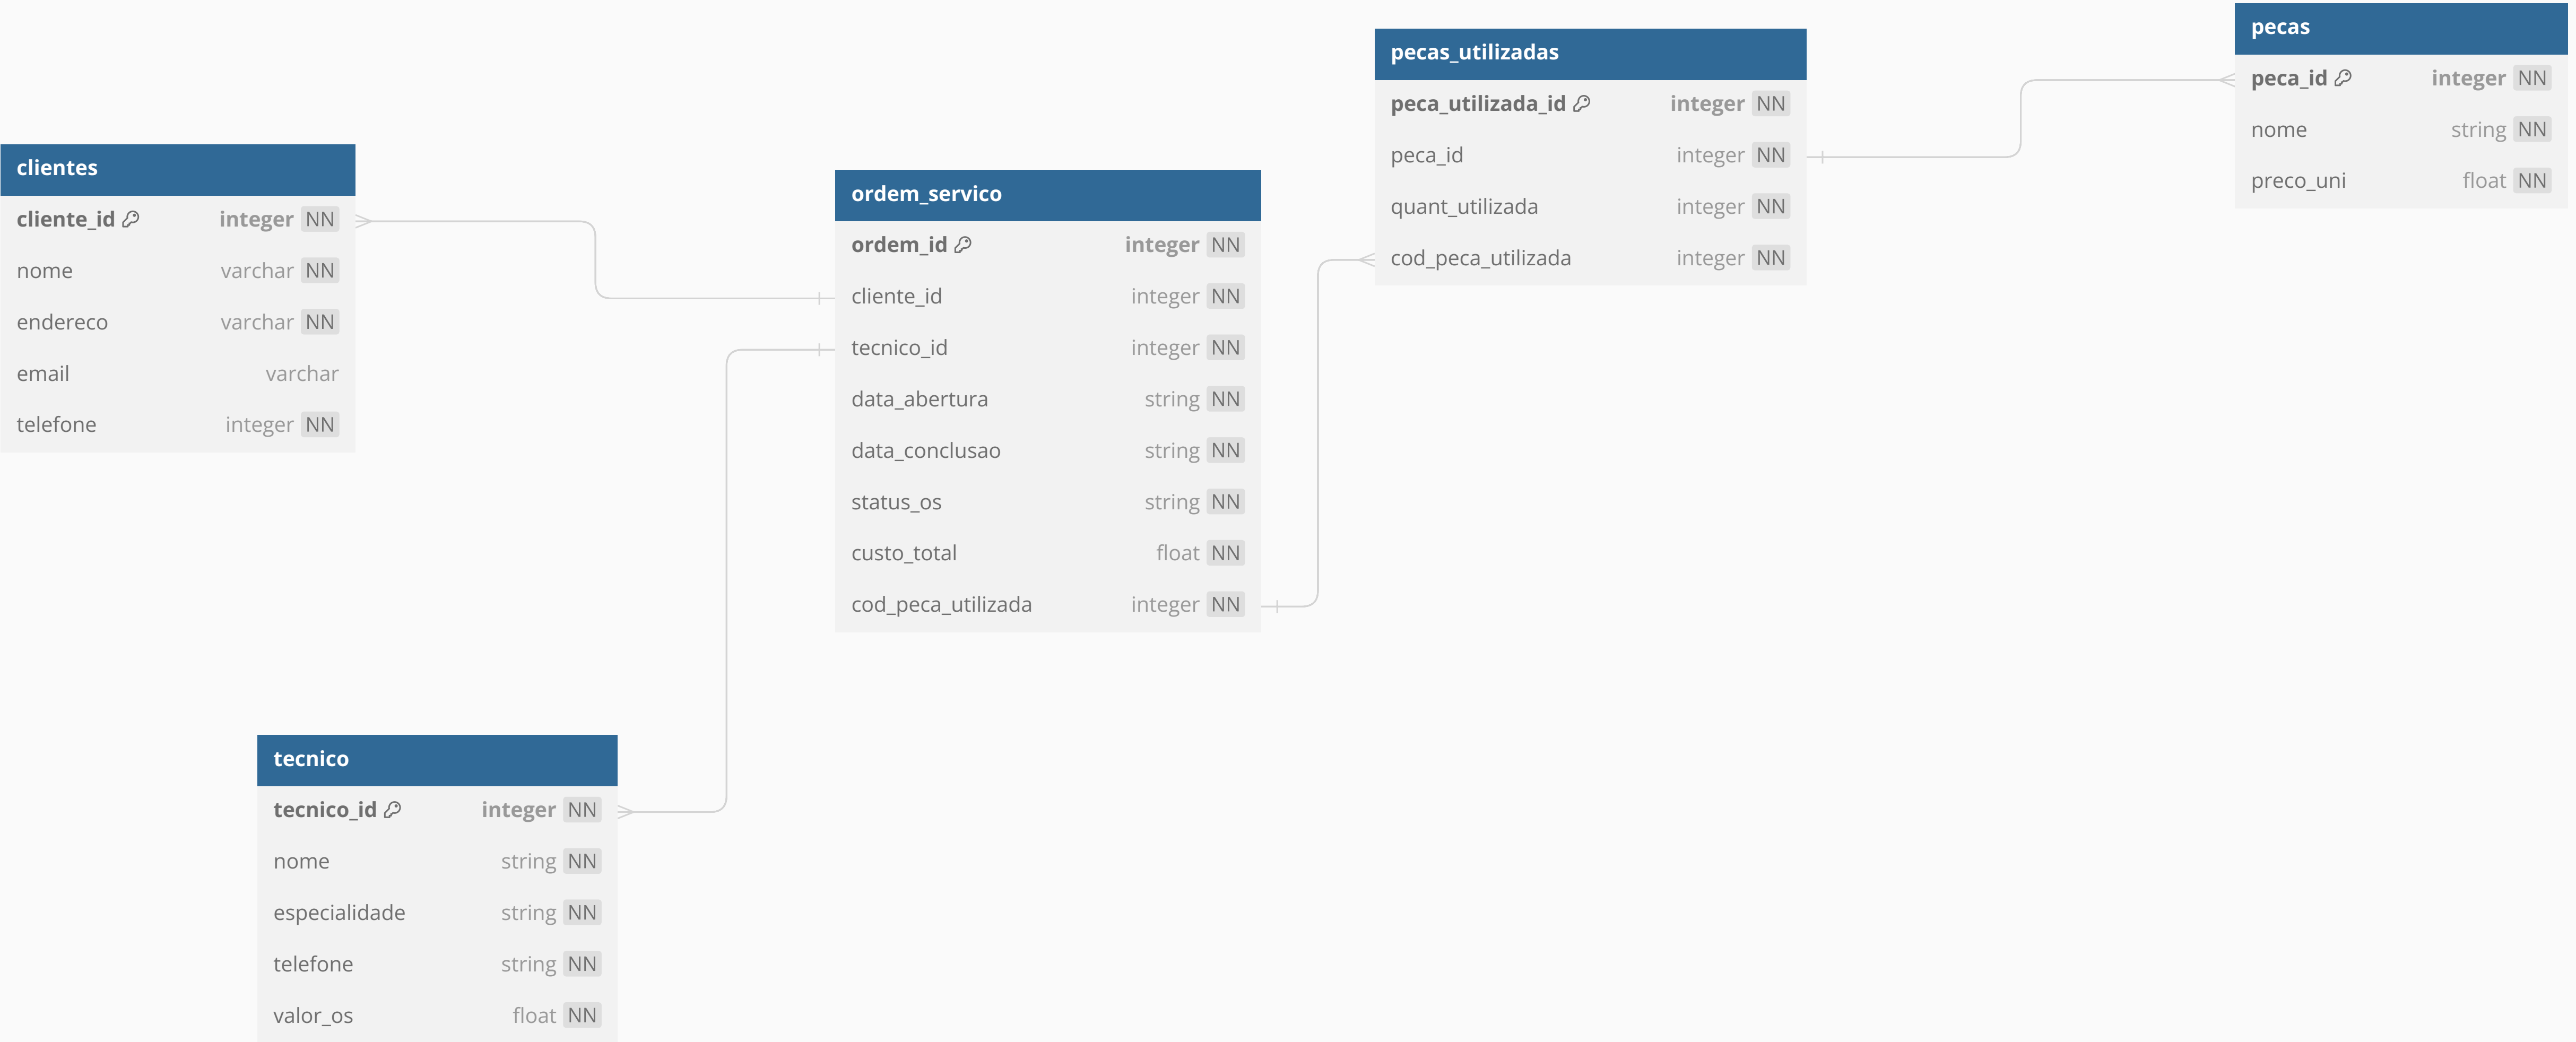 clientes
cliente_id integer NN
nome varchar NN
endereco varchar NN
email varchar
telefone integer NN
ordem_servico
ordem_id integer NN
cliente_id integer NN
tecnico_id integer NN
data_abertura string NN
data_conclusao string NN
status_os string NN
custo_total float NN
cod_peca_utilizada integer NN
pecas_utilizadas
peca_utilizada_id integer NN
peca_id integer NN
quant_utilizada integer NN
cod_peca_utilizada integer NN
pecas
peca_id integer NN
nome string NN
preco_uni float NN
tecnico
tecnico_id integer NN
nome string NN
especialidade string NN
telefone string NN
valor_os float NN